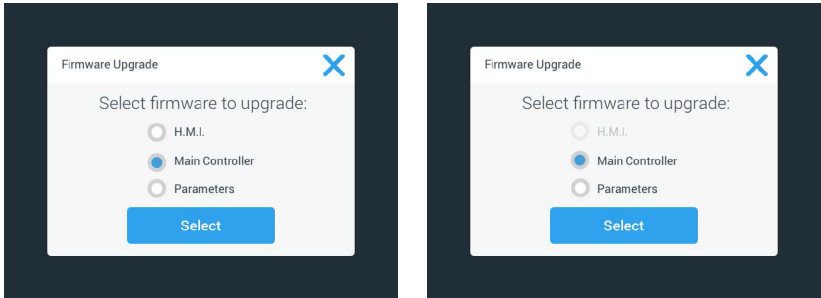 Firmware Upgrade
Select firmware to upgrade:
H.M.I.
Main Controller
Parameters
Select
Firmware Upgrade
Select firmware to upgrade:
H.M.I.
Main Controller
Parameters
Select